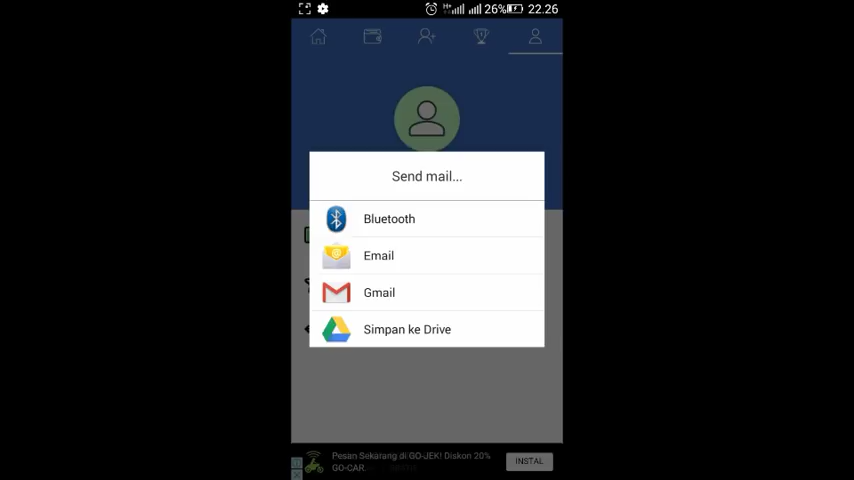 H+ 26% 22.26
Send mail...
Bluetooth
Email
Gmail
Simpan ke Drive
Pesan Sekarang di GO-JEK! Diskon 20%
GO-CAR.
INSTAL